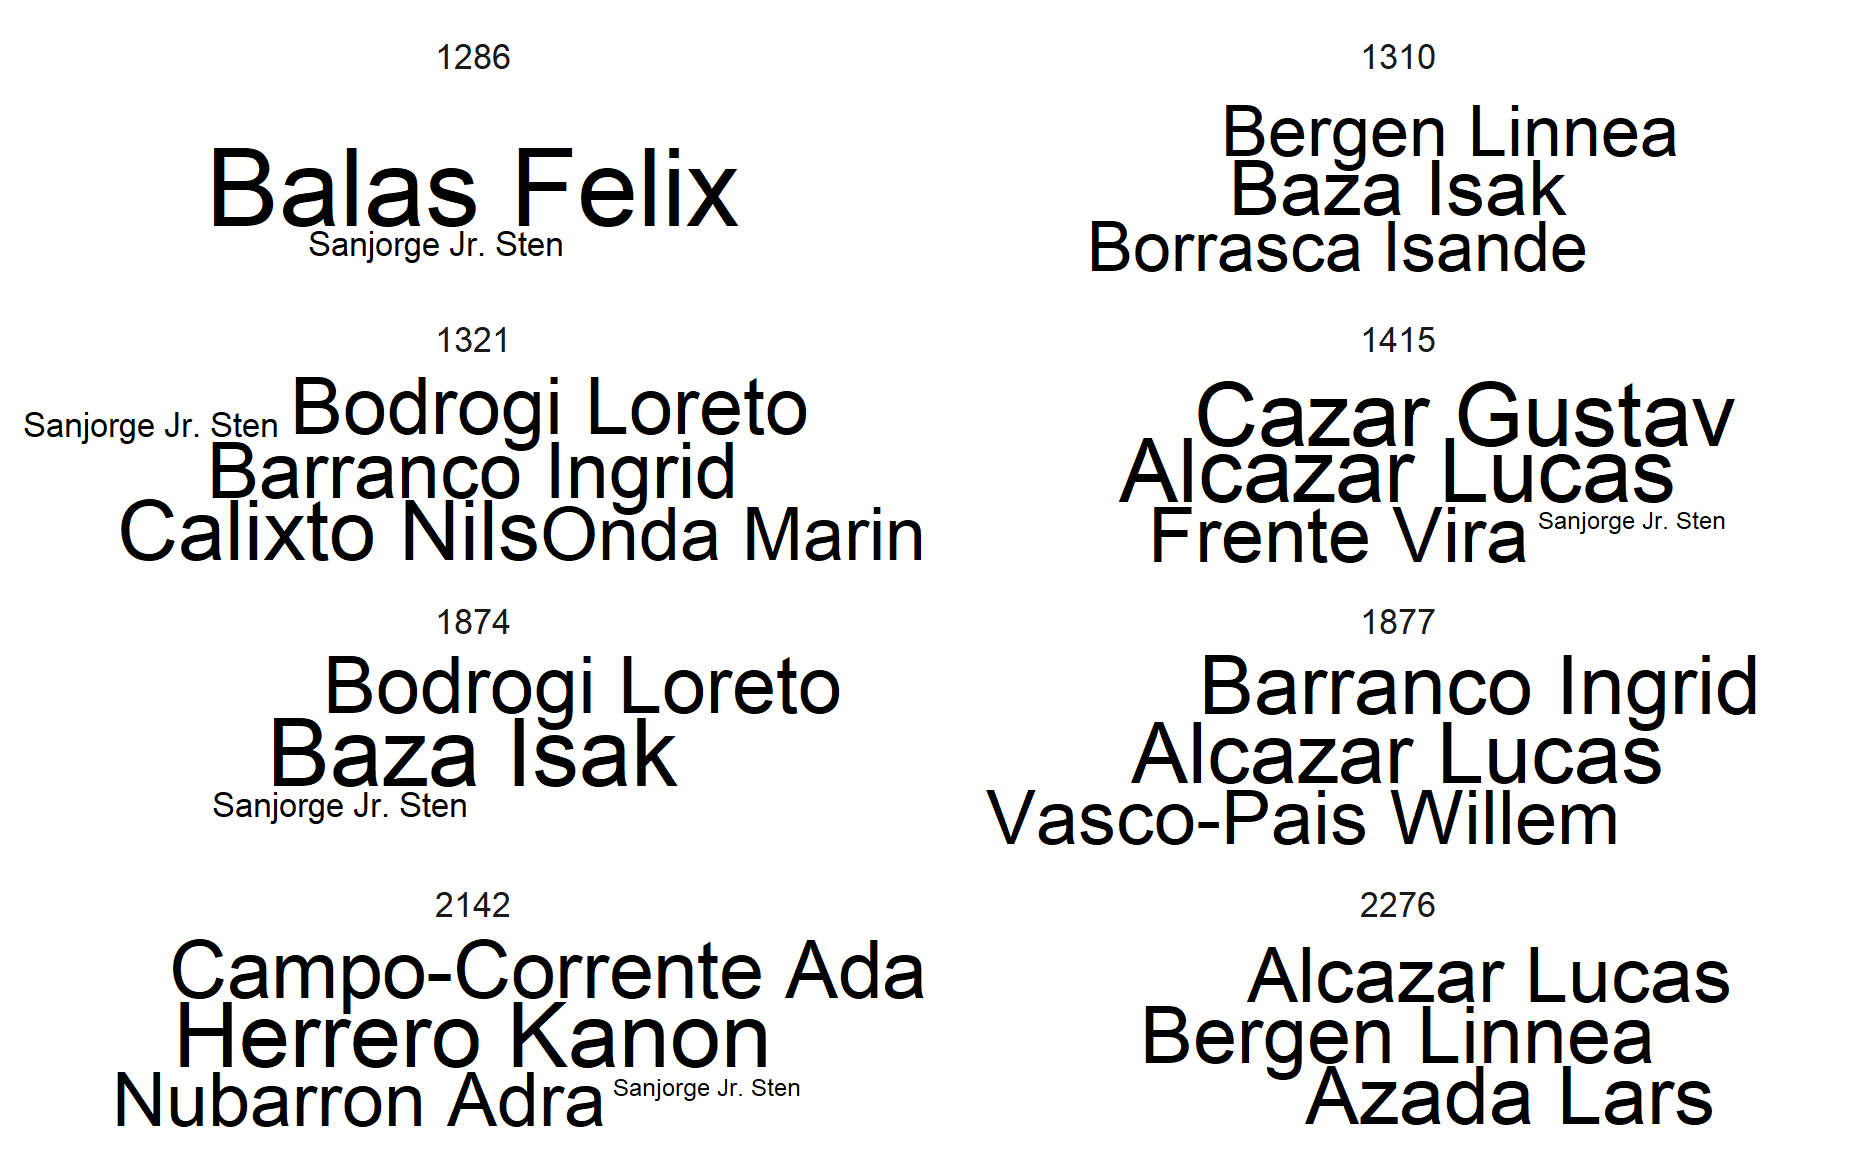 1286
Balas Felix
Sanjorge Jr. Sten
1310
Bergen Linnea
Baza Isak
Borrasca Isande
1321
Sanjorge Jr. Sten Bodrogi Loreto
Barranco Ingrid
Calixto Nils Onda Marin
1415
Cazar Gustav
Alcazar Lucas
Frente Vira Sanjorge Jr. Sten
1874
Bodrogi Loreto
Baza Isak
Sanjorge Jr. Sten
1877
Barranco Ingrid
Alcazar Lucas
Vasco-Pais Willem
2142
Campo-Corrente Ada
Herrero Kanon
Nubarron Adra Sanjorge Jr. Sten
2276
Alcazar Lucas
Bergen Linnea
Azada Lars